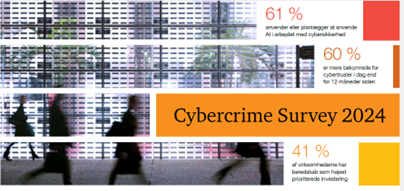 61 %
anvender eller planlægger at anvende
AI i arbejdet med cybersikkerhed
60 %
er mere bekymrede for
cybertrusler i dag end
for 12 måneder siden
Cybercrime Survey 2024
41 %
af virksomhederne har
beredskab som højest
prioriterede investering